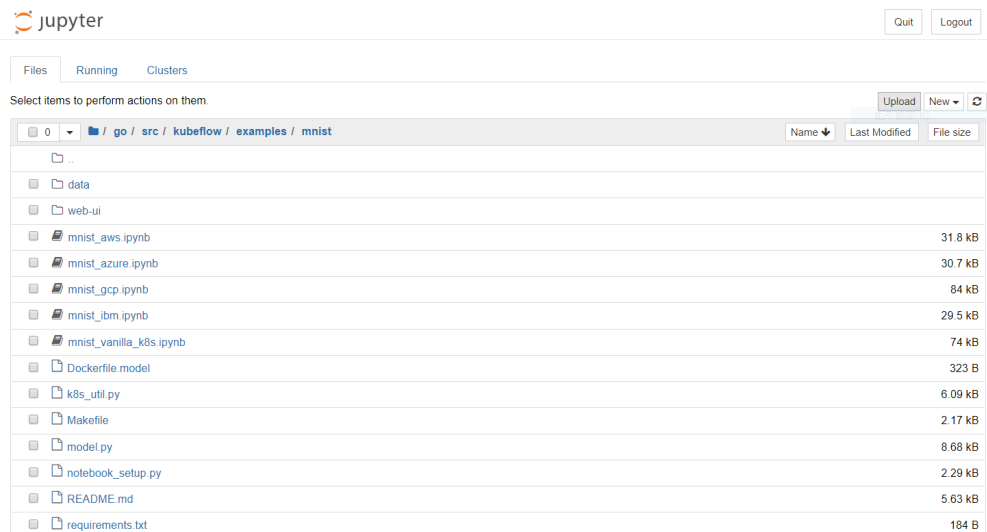 jupyter Quit Logout
Files Running Clusters
Select items to perform actions on them. Upload New
0 / go / src / kubeflow / examples / mnist Name Last Modified File size
..
data
web-ui
mnist_aws.ipynb 31.8 kB
mnist_azure.ipynb 30.7 kB
mnist_gcp.ipynb 84 kB
mnist_ibm.ipynb 29.5 kB
mnist_vanilla_k8s.ipynb 74 kB
Dockerfile.model 323 B
k8s_util.py 6.09 kB
Makefile 2.17 kB
model.py 8.68 kB
notebook_setup.py 2.29 kB
README.md 5.63 kB
requirements.txt 184 B